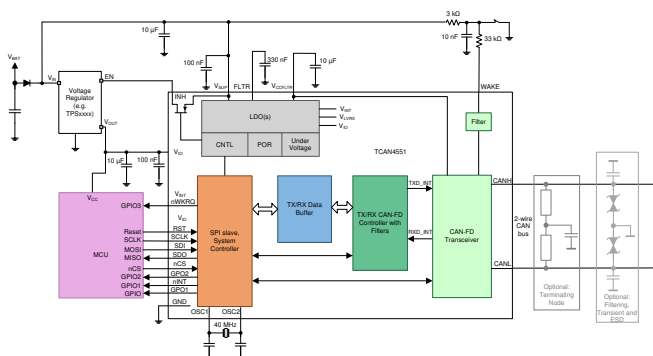 3 kΩ
10 µF
10 nF
33 kΩ
330 nF
10 µF
100 nF
VBAT
VIN
EN
Voltage
Regulator
(e.g.
TPSxxxx)
VOUT
INH
VSUP
FLTR
VCCFLTR
WAKE
LDO(s)
VINT
VLVRX
VIO
CNTL
POR
Under
Voltage
Filter
TCAN4551
10 µF
100 nF
VIO
VCC
MCU
GPIO3
Reset
SCLK
MOSI
MISO
nCS
GPIO2
GPIO1
GPIO
VINT
nWKRQ
VIO
RST
SCLK
SDI
SDO
nCS
GPO2
nINT
GPO1
GND
SPI slave,
System
Controller
TX/RX Data
Buffer
TX/RX CAN-FD
Controller with
Filters
TXD_INT
RXD_INT
CAN-FD
Transceiver
CANH
2-wire
CAN
bus
CANL
OSC1
OSC2
40 MHz
Optional:
Terminating
Node
Optional:
Filtering,
Transient and
ESD